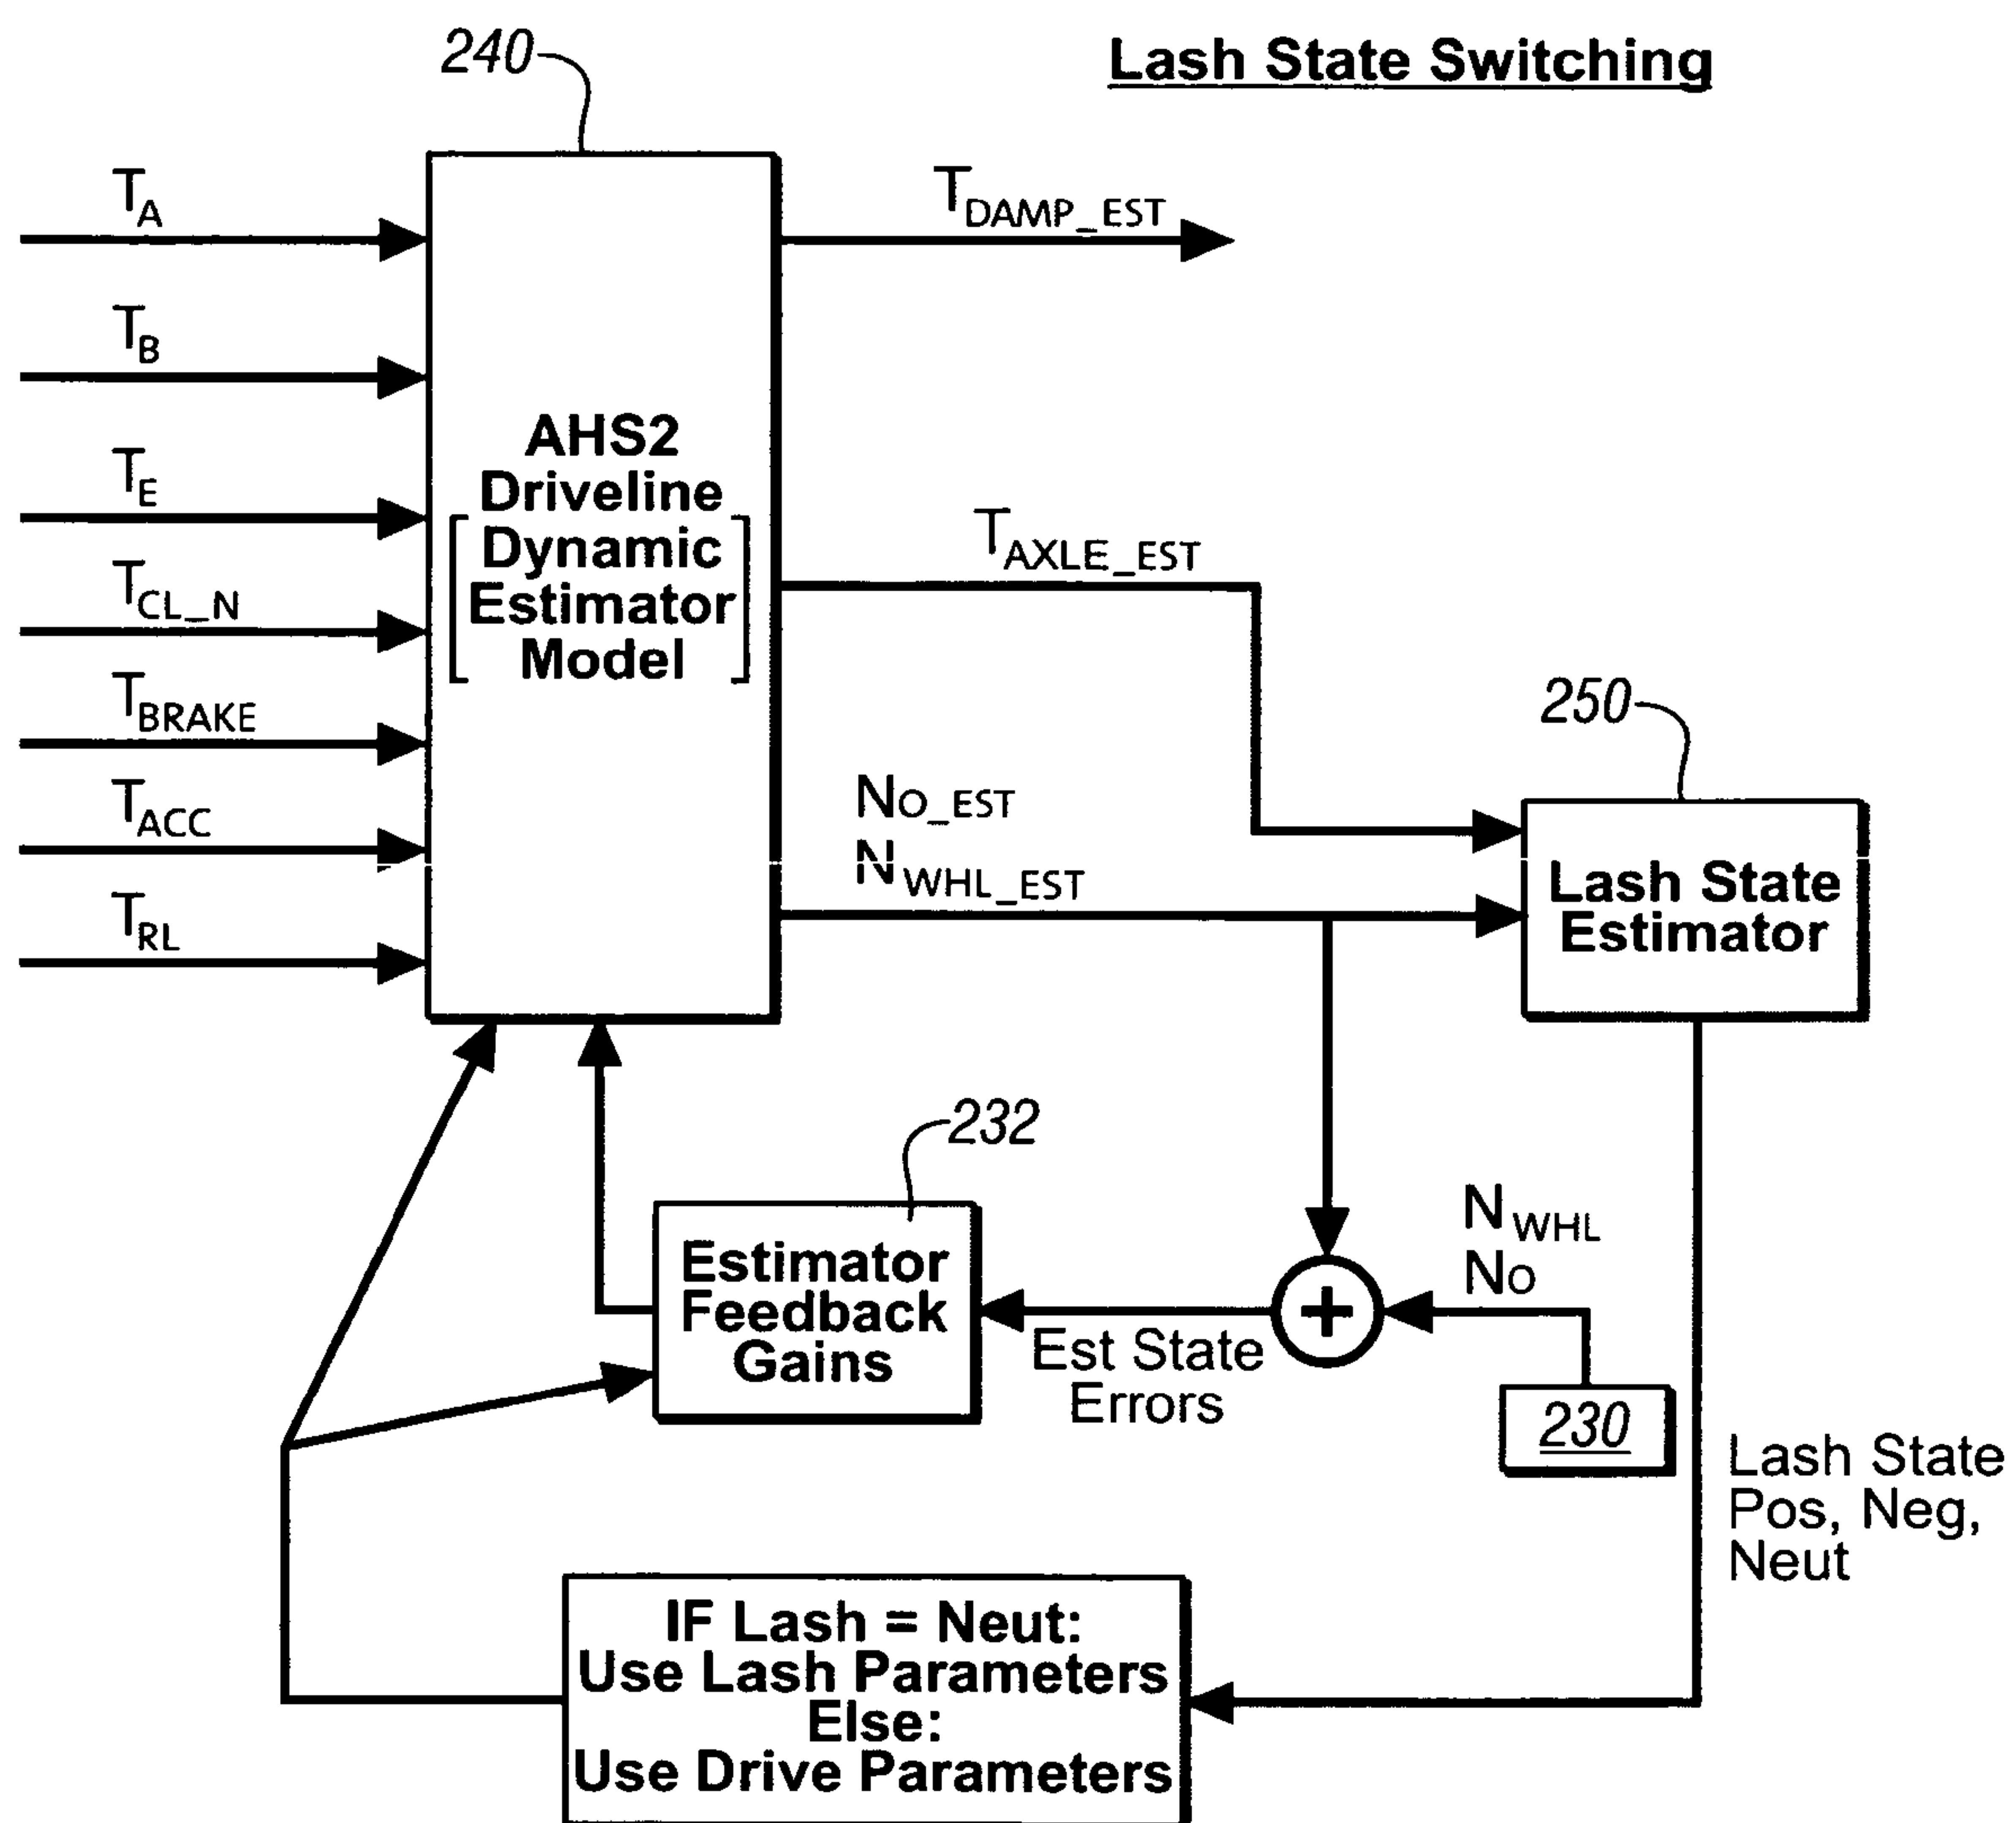 240
Lash State Switching
TA
TB
TE
TCL_N
TBRAKE
TACC
TRL
AHS2
Driveline
Dynamic
Estimator
Model
TDAMP_EST
TAXLE_EST
NO_EST
NWHL_EST
250
Lash State
Estimator
232
Estimator
Feedback
Gains
Est State
Errors
+
NWHL
NO
230
Lash State
Pos, Neg,
Neut
IF Lash = Neut:
Use Lash Parameters
Else:
Use Drive Parameters